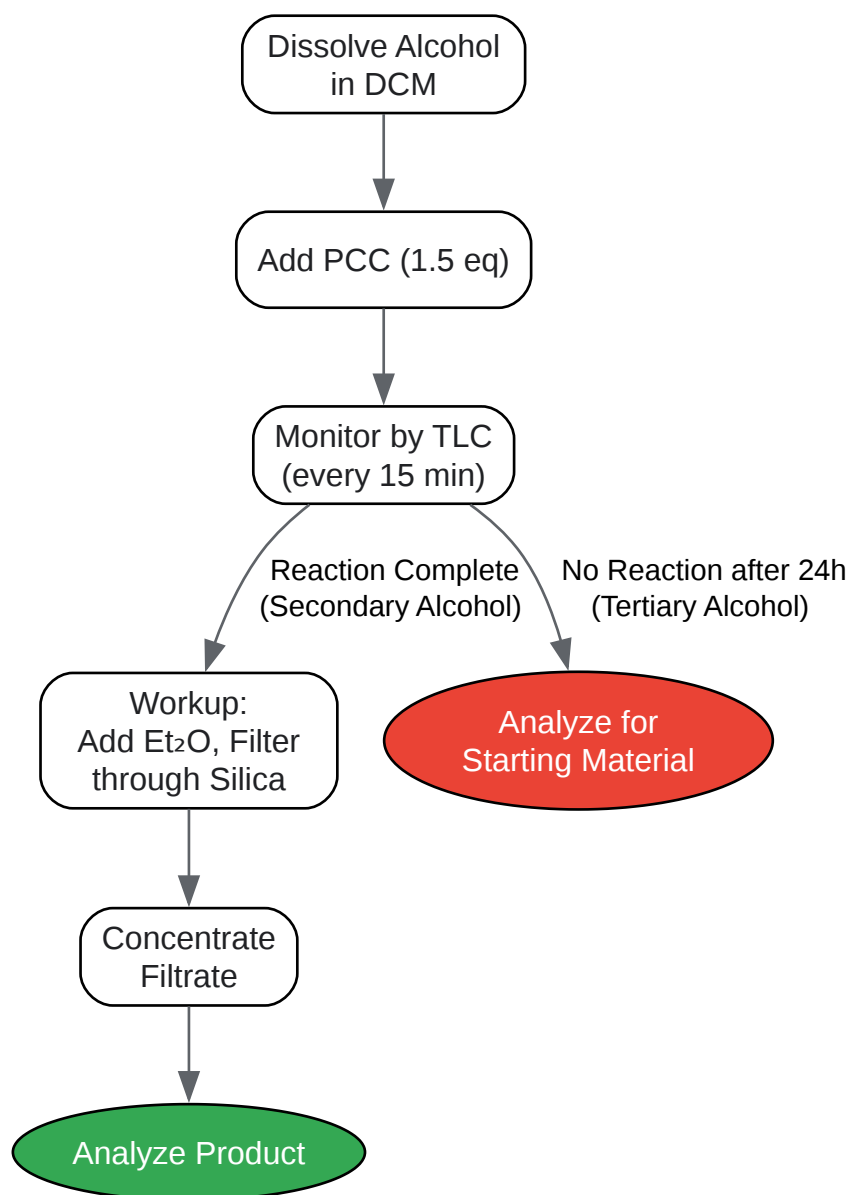 Dissolve Alcohol
in DCM
Add PCC (1.5 eq)
Monitor by TLC
(every 15 min)
Reaction Complete
(Secondary Alcohol)
No Reaction after 24h
(Tertiary Alcohol)
Workup:
Add Et₂O, Filter
through Silica
Analyze for
Starting Material
Concentrate
Filtrate
Analyze Product